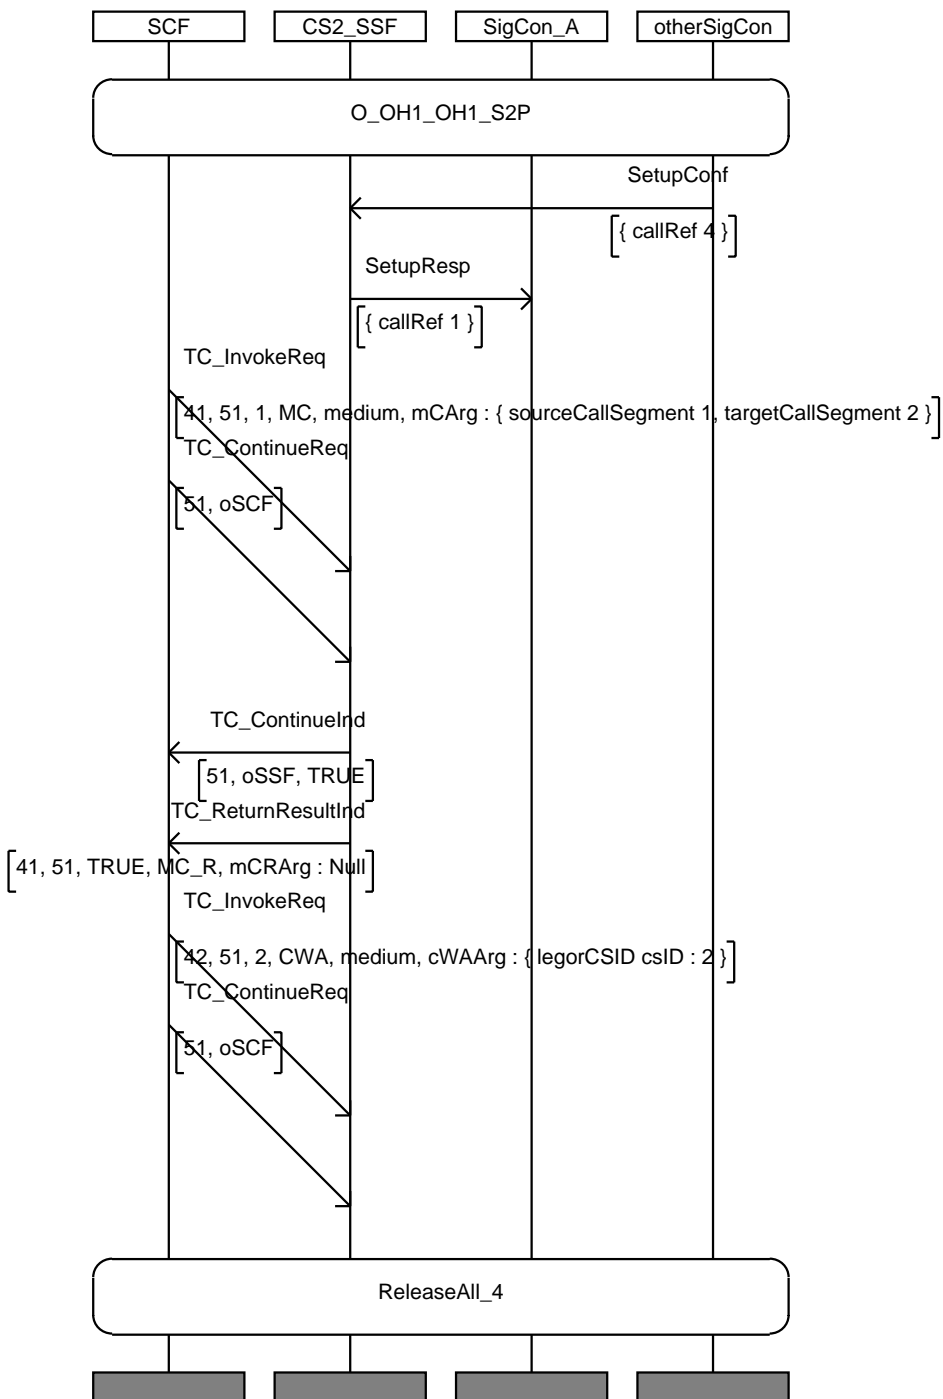 SCF CS2_SSF SigCon_A otherSigCon
O_OH1_OH1_S2P
SetupConf
{ callRef 4 }
SetupResp
{ callRef 1 }
TC_InvokeReq
41, 51, 1, MC, medium, mCArg : { sourceCallSegment 1, targetCallSegment 2 }
TC_ContinueReq
51, oSCF
TC_ContinueInd
51, oSSF, TRUE
TC_ReturnResultInd
41, 51, TRUE, MC_R, mCRArg : Null
TC_InvokeReq
42, 51, 2, CWA, medium, cWAArg : { legorCSID csID : 2 }
TC_ContinueReq
51, oSCF
ReleaseAll_4